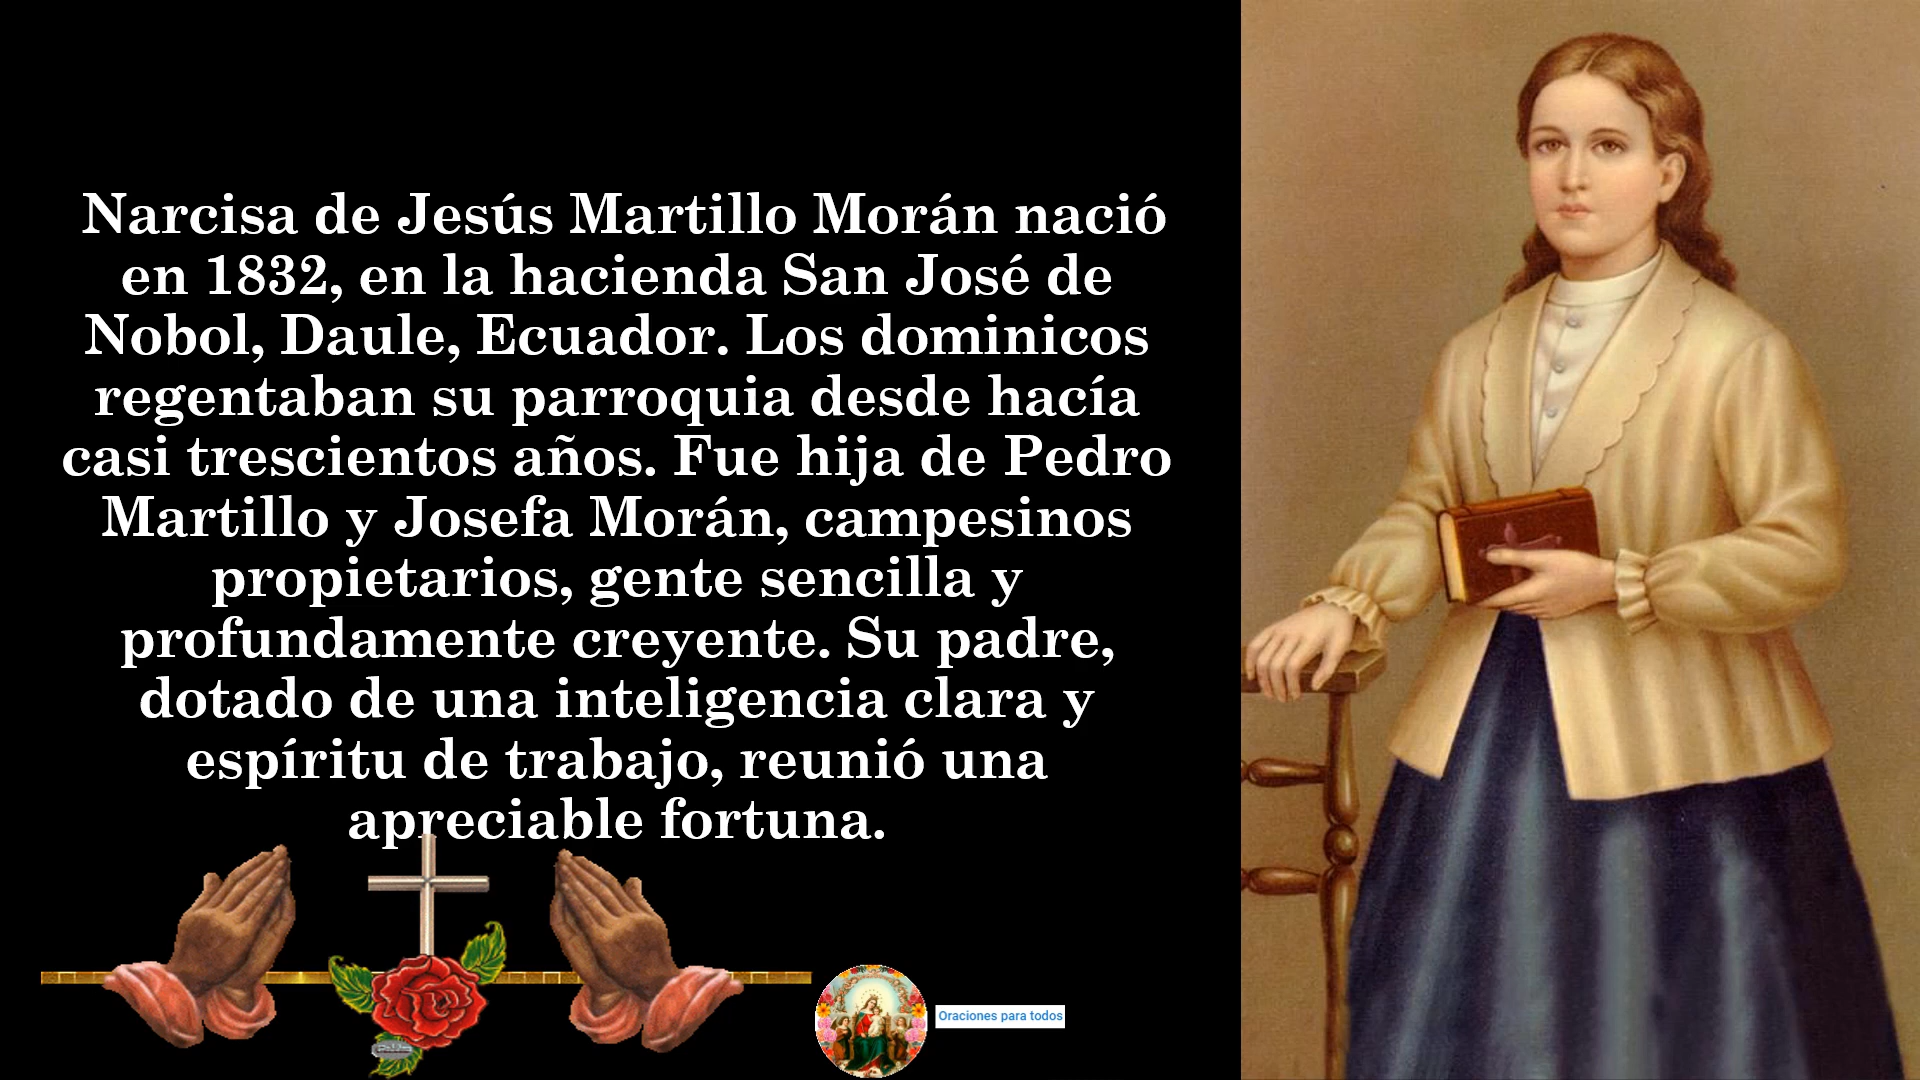 Narcisa de Jesús Martillo Morán nació
en 1832, en la hacienda San José de
Nobol, Daule, Ecuador. Los dominicos
regentaban su parroquia desde hacía
casi trescientos años. Fue hija de Pedro
Martillo y Josefa Morán, campesinos
propietarios, gente sencilla y
profundamente creyente. Su padre,
dotado de una inteligencia clara y
espíritu de trabajo, reunió una
apreciable fortuna.
Oraciones para todos